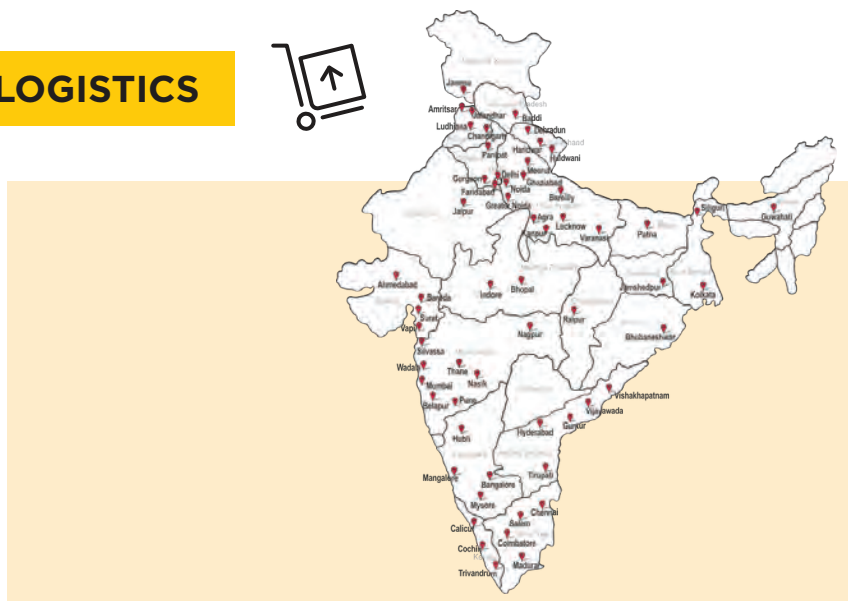 LOGISTICS
Jammu
Amritsar
Jallandhar
Baddi
Ludhiana
Chandigarh
Dehradun
Haridwar
Haldwani
Panipat
Meerut
Gurgaon
Delhi
Ghaziabad
Faridabad
Noida
Bareilly
Greater Noida
Jaipur
Agra
Lucknow
Kanpur
Varanasi
Patna
Siliguri
Guwahati
Ahmedabad
Indore
Bhopal
Jamshedpur
Kolkata
Baroda
Surat
Vapi
Raipur
Nagpur
Bhobaneshwar
Silvassa
Wadala
Thane
Nasik
Mumbai
Belapur
Pune
Vishakhapatnam
Vijayawada
Guntur
Hyderabad
Hubli
Mangalore
Bangalore
Tirupati
Mysore
Chennai
Calicut
Salem
Coimbatore
Cochin
Madurai
Trivandrum